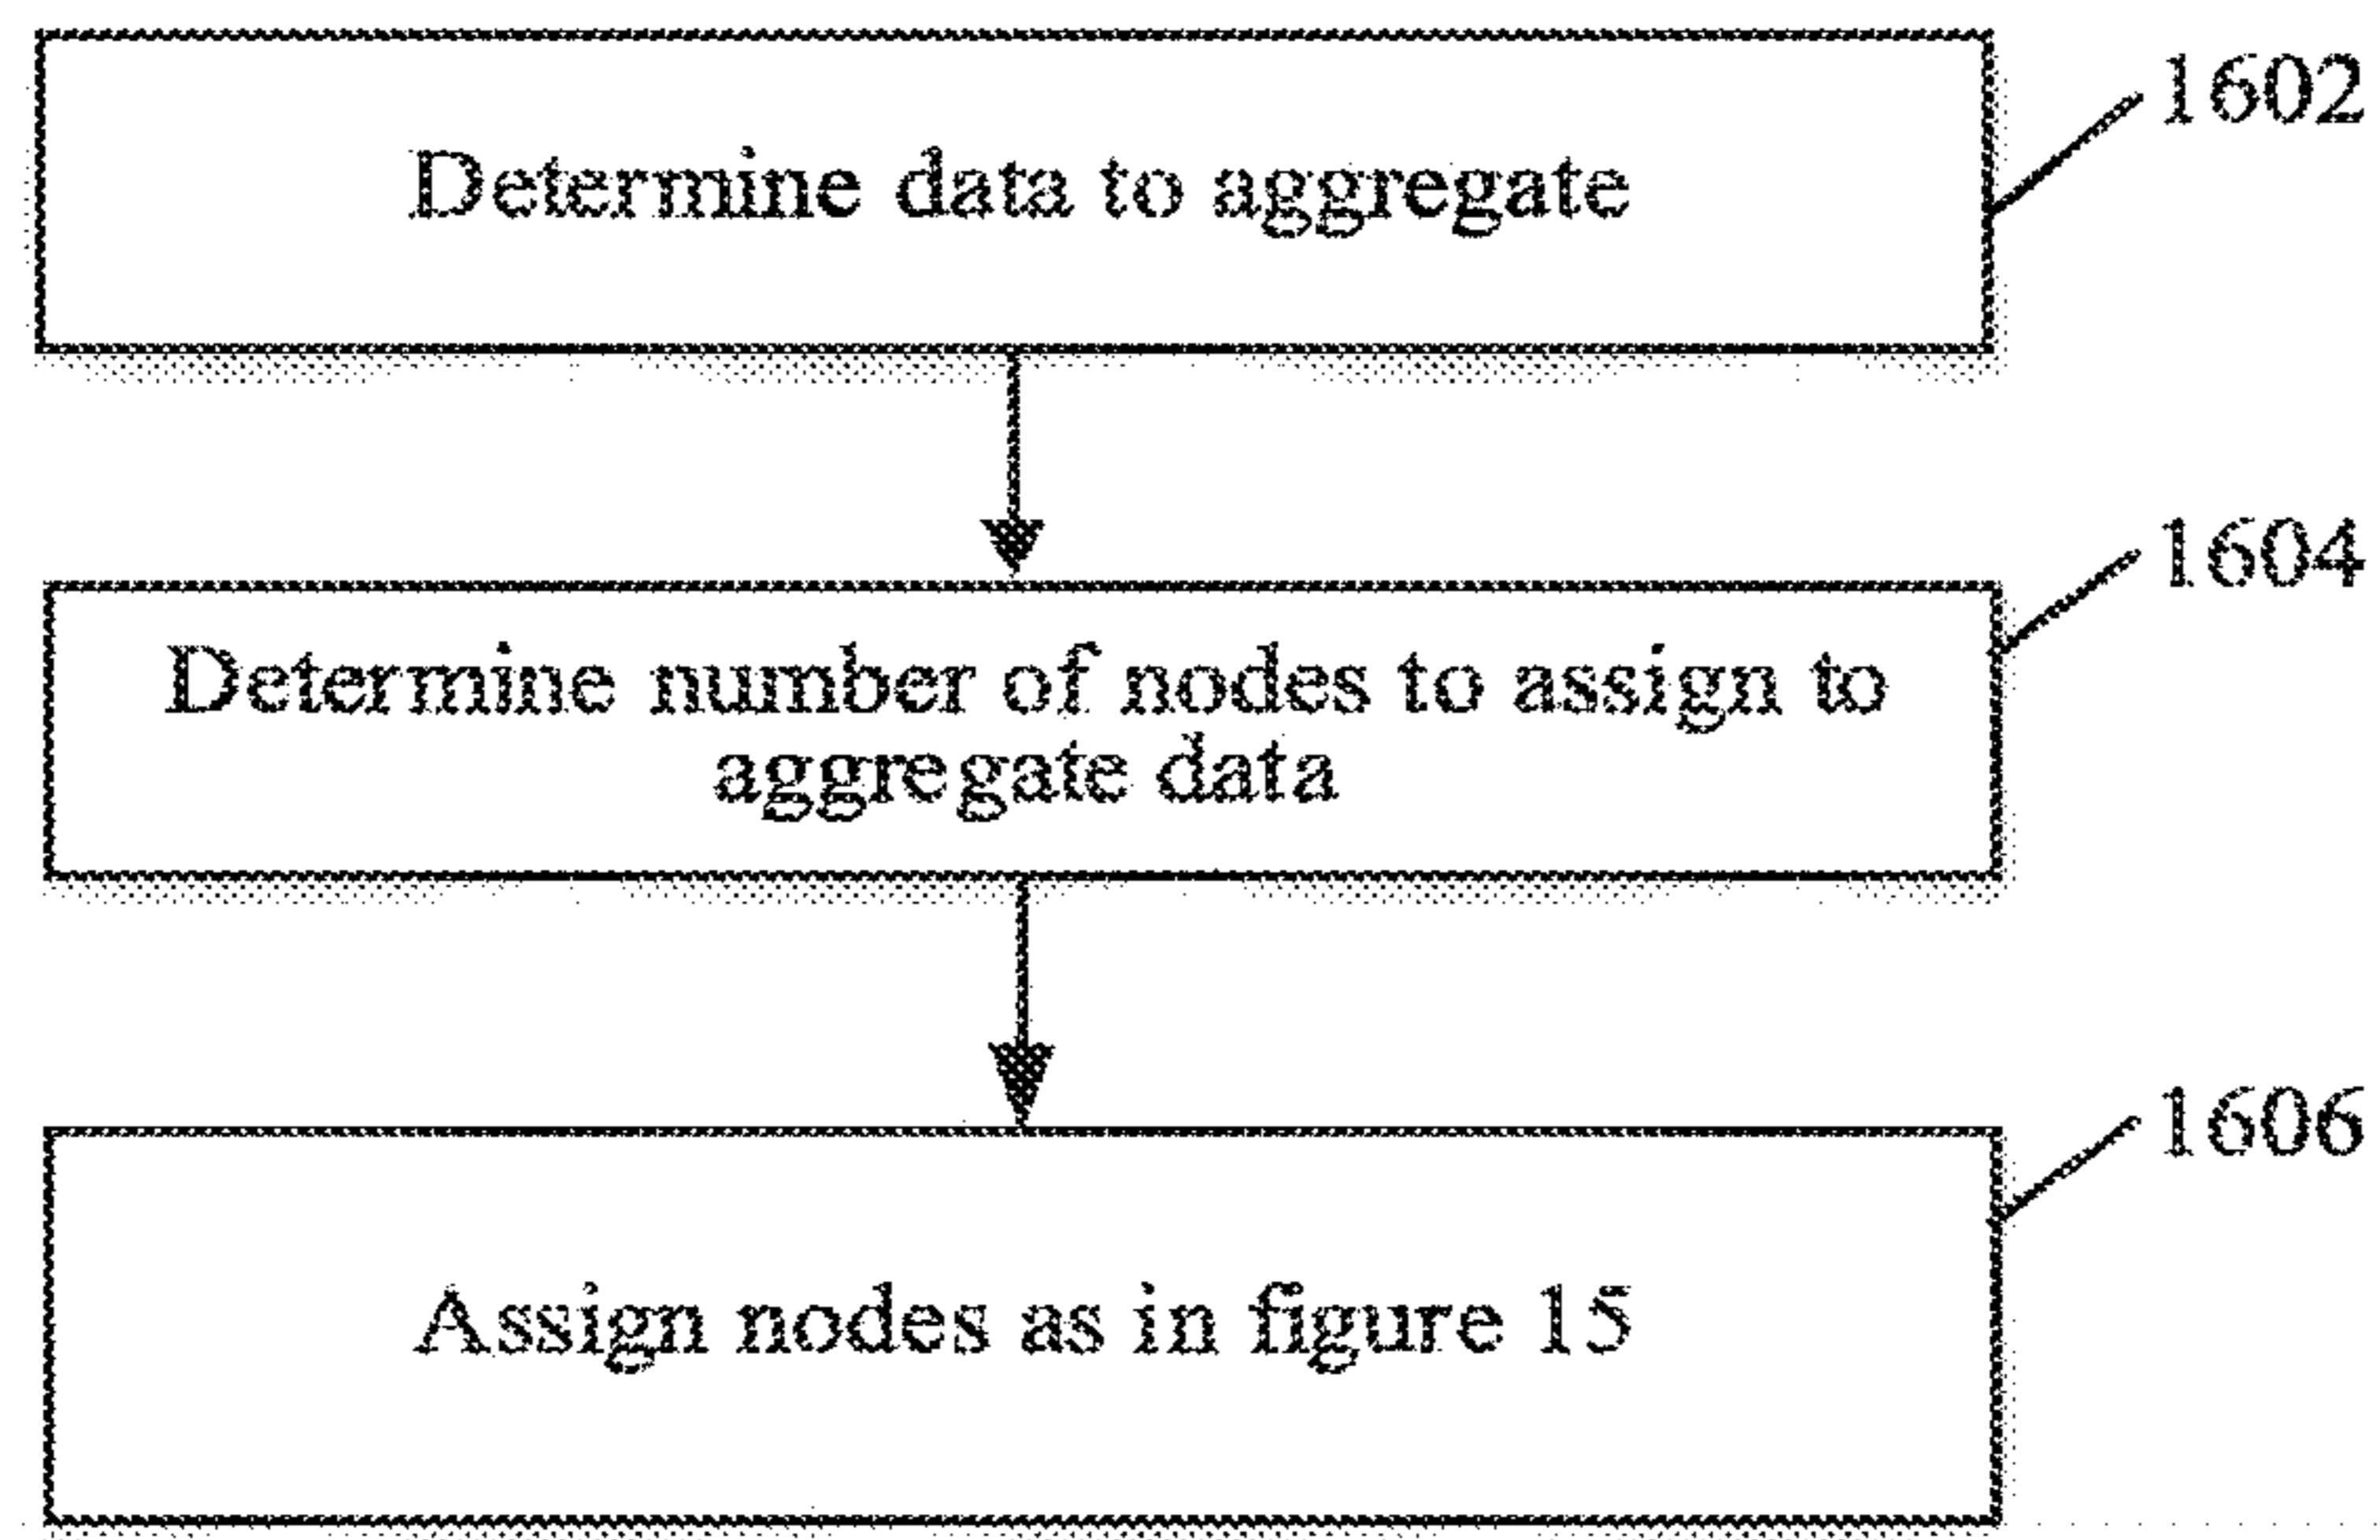 Determine data to aggregate
1602
Determine number of nodes to assign to
aggregate data
1604
Assign nodes as in figure 15
1606